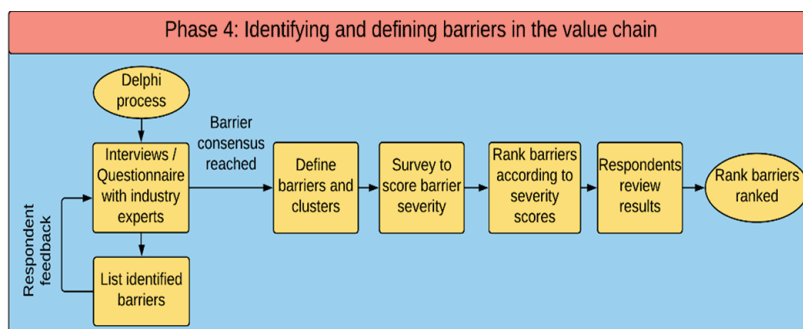 Phase 4: Identifying and defining barriers in the value chain
Delphi
process
Interviews /
Questionnaire
with industry
experts
Barrier
consensus
reached
Define
barriers and
clusters
Survey to
score barrier
severity
Rank barriers
according to
severity
scores
Respondents
review
results
Rank barriers
ranked
Respondent
feedback
List identified
barriers